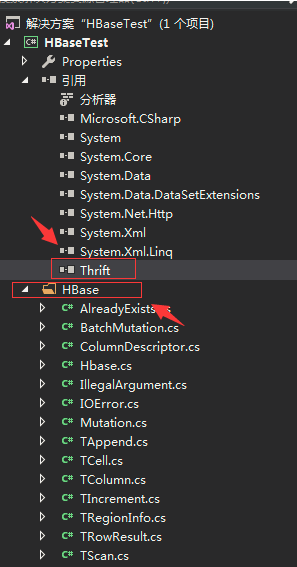 解决方案“HBaseTest”(1 个项目)
HBaseTest
Properties
引用
分析器
Microsoft.CSharp
System
System.Core
System.Data
System.Data.DataSetExtensions
System.Net.Http
System.Xml
System.Xml.Linq
Thrift
HBase
AlreadyExists.cs
BatchMutation.cs
ColumnDescriptor.cs
Hbase.cs
IllegalArgument.cs
IOError.cs
Mutation.cs
TAppend.cs
TCell.cs
TColumn.cs
TIncrement.cs
TRegionInfo.cs
TRowResult.cs
TScan.cs